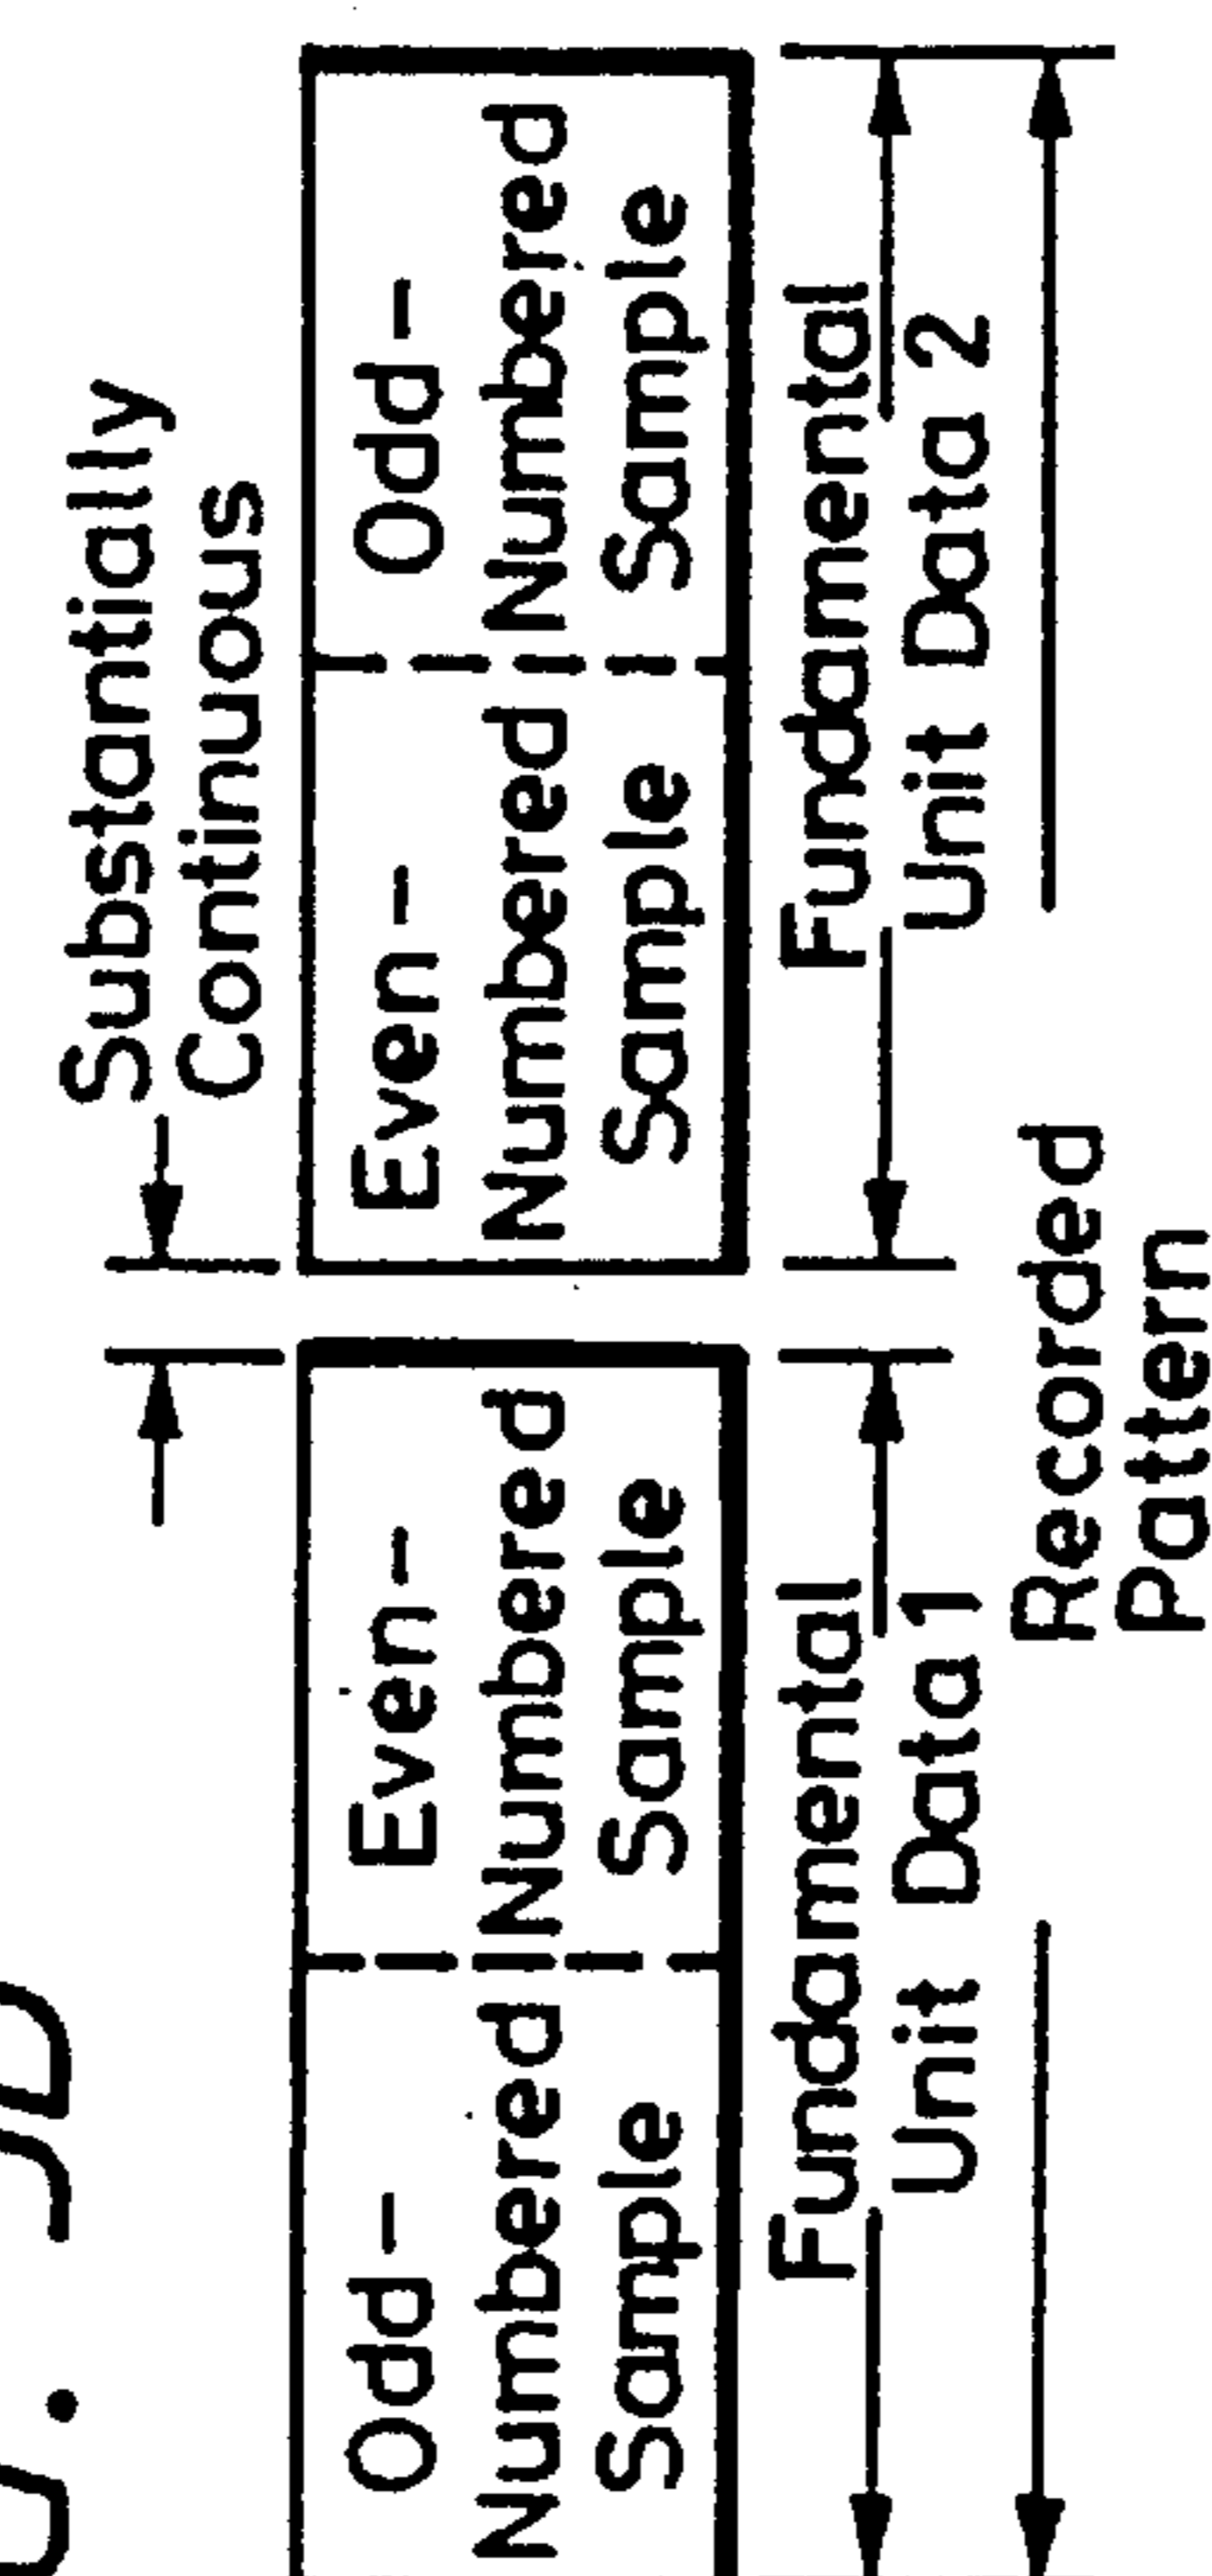 Substantially
Continuous
Odd-
Numbered
Sample
Even-
Numbered
Sample
Even-
Numbered
Sample
Odd-
Numbered
Sample
Fundamental
Unit Data 1
Fundamental
Unit Data 2
Recorded
Pattern